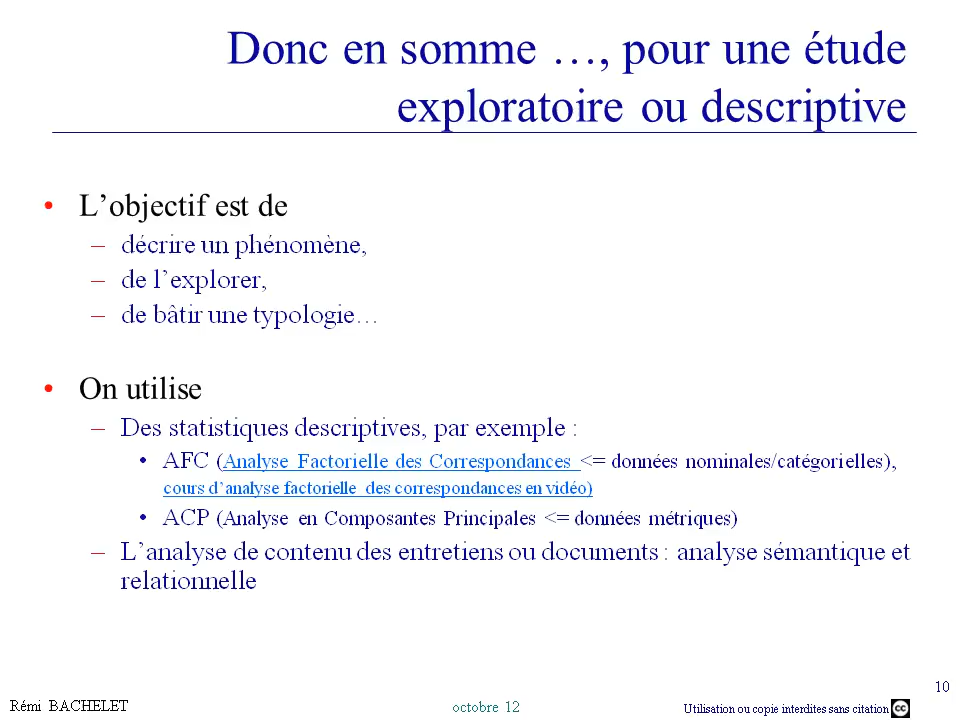 Donc en somme …, pour une étude
exploratoire ou descriptive
• L’objectif est de
– décrire un phénomène,
– de l’explorer,
– de bâtir une typologie…
• On utilise
– Des statistiques descriptives, par exemple :
• AFC (Analyse Factorielle des Correspondances <= données nominales/catégorielles),
cours d’analyse factorielle des correspondances en vidéo)
• ACP (Analyse en Composantes Principales <= données métriques)
– L’analyse de contenu des entretiens ou documents : analyse sémantique et
relationnelle
10
Rémi BACHELET
octobre 12
Utilisation ou copie interdites sans citation
cc